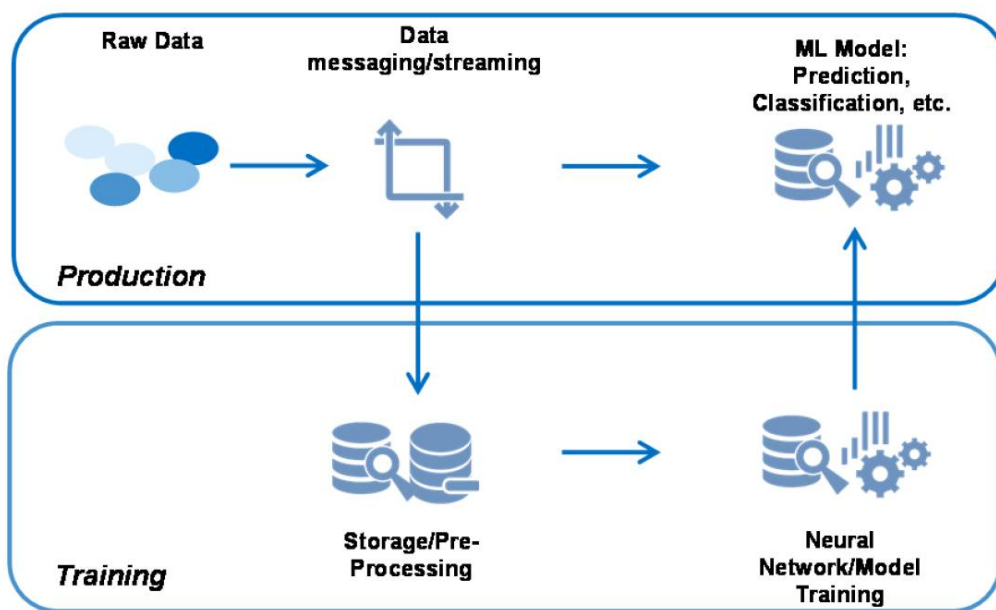 Raw Data
Data
messaging/streaming
ML Model:
Prediction,
Classification, etc.
Production
Storage/Pre-
Processing
Neural
Network/Model
Training
Training